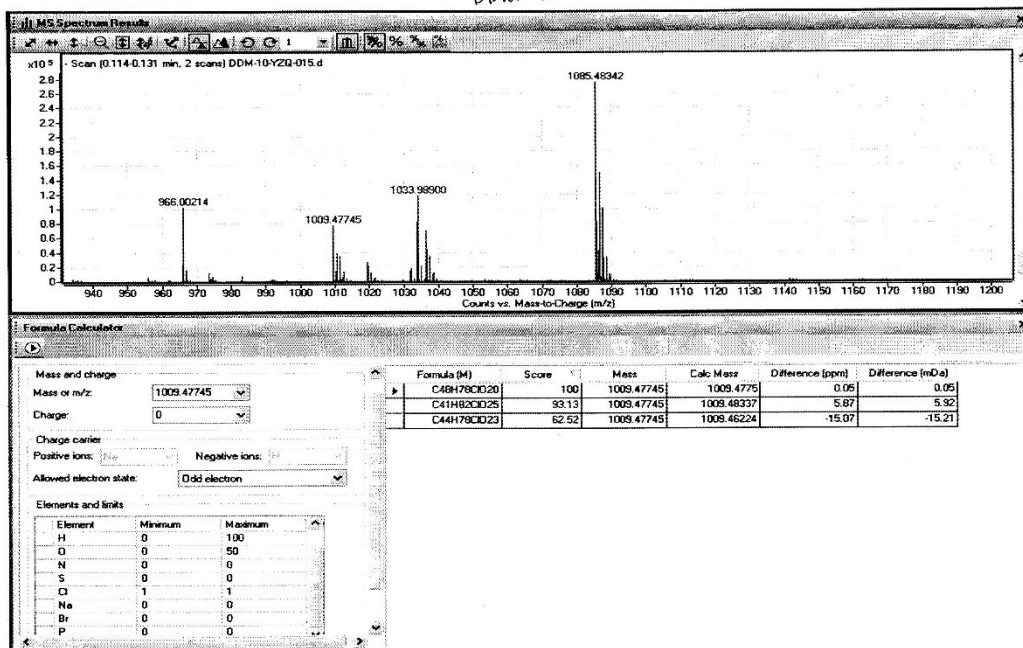 MS Spectrum Results
1
x10 5
- Scan (0.114-0.131 min, 2 scans) DDM-10-YZQ-015.d
2.8
2.6
2.4
2.2
2
1.8
1.6
1.4
1.2
1
0.8
0.6
0.4
0.2
0
966.00214
1009.47745
1033.98900
1085.48342
940 950 960 970 980 990 1000 1010 1020 1030 1040 1050 1060 1070 1080 1090 1100 1110 1120 1130 1140 1150 1160 1170 1180 1190 1200
Counts vs. Mass-to-Charge (m/z)
Formula Calculator
Mass and charge
Mass or m/z: 1009.47745
Charge: 0
Charge carrier
Positive ions: Na Negative ions: H
Allowed electron state: Odd electron
Elements and limits
Element Minimum Maximum
H 0 100
O 0 50
N 0 0
S 0 0
Cl 1 1
Na 0 0
Br 0 0
P 0 0
Formula (M) Score Mass Calc Mass Difference (ppm) Difference (mDa)
C48H78ClO20 100 1009.47745 1009.4775 0.05 0.05
C41H82ClO25 93.13 1009.47745 1009.48337 5.87 5.92
C44H78ClO23 62.52 1009.47745 1009.46224 -15.07 -15.21